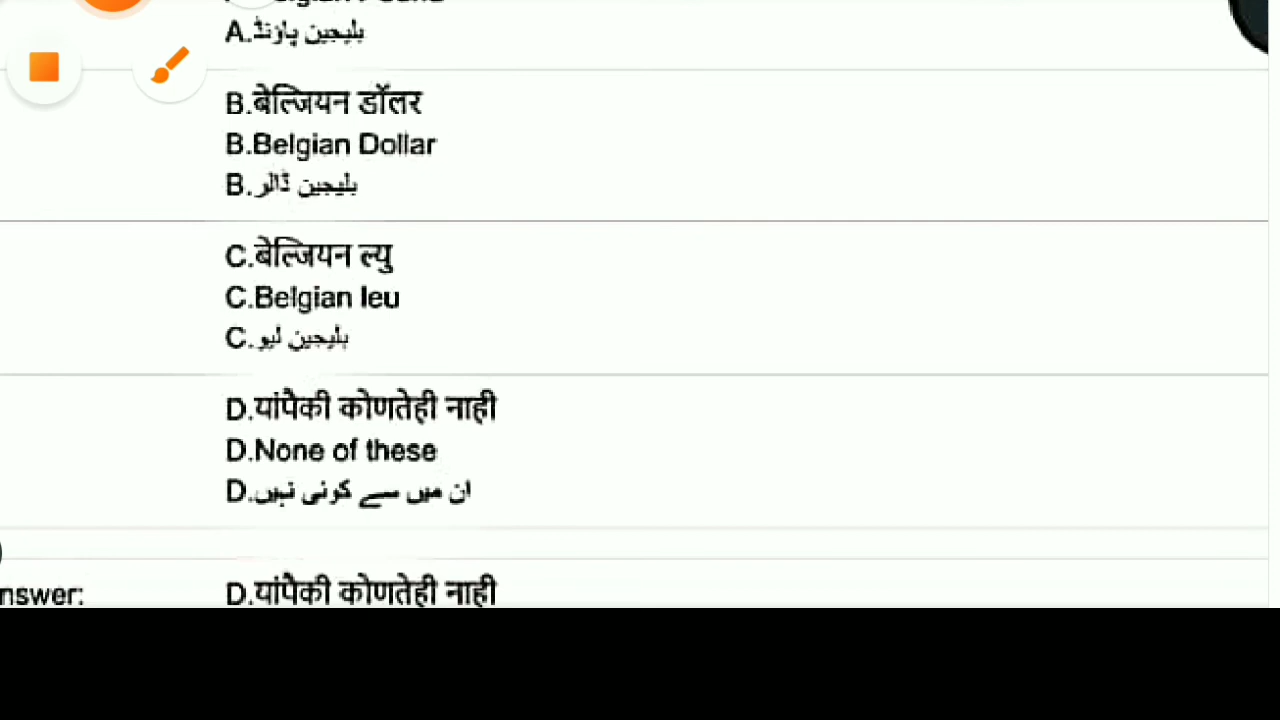 A.بلیجین پاؤنڈ
B.बेल्जियन डॉलर
B.Belgian Dollar
B.بلیجین ڈالر
C.बेल्जियन ल्यु
C.Belgian leu
C.بلیجین لیو
D.यांपैकी कोणतेही नाही
D.None of these
D.ان میں سے کوئی نہیں
nswer: D.यांपैकी कोणतेही नाही